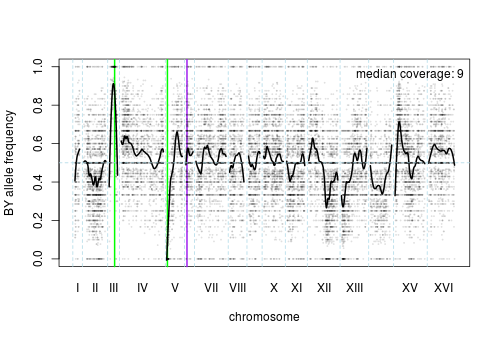 median coverage: 9
BY allele frequency
1.0
0.8
0.6
0.4
0.2
0.0
I II III IV V VII VIII X XI XII XIII XV XVI
chromosome